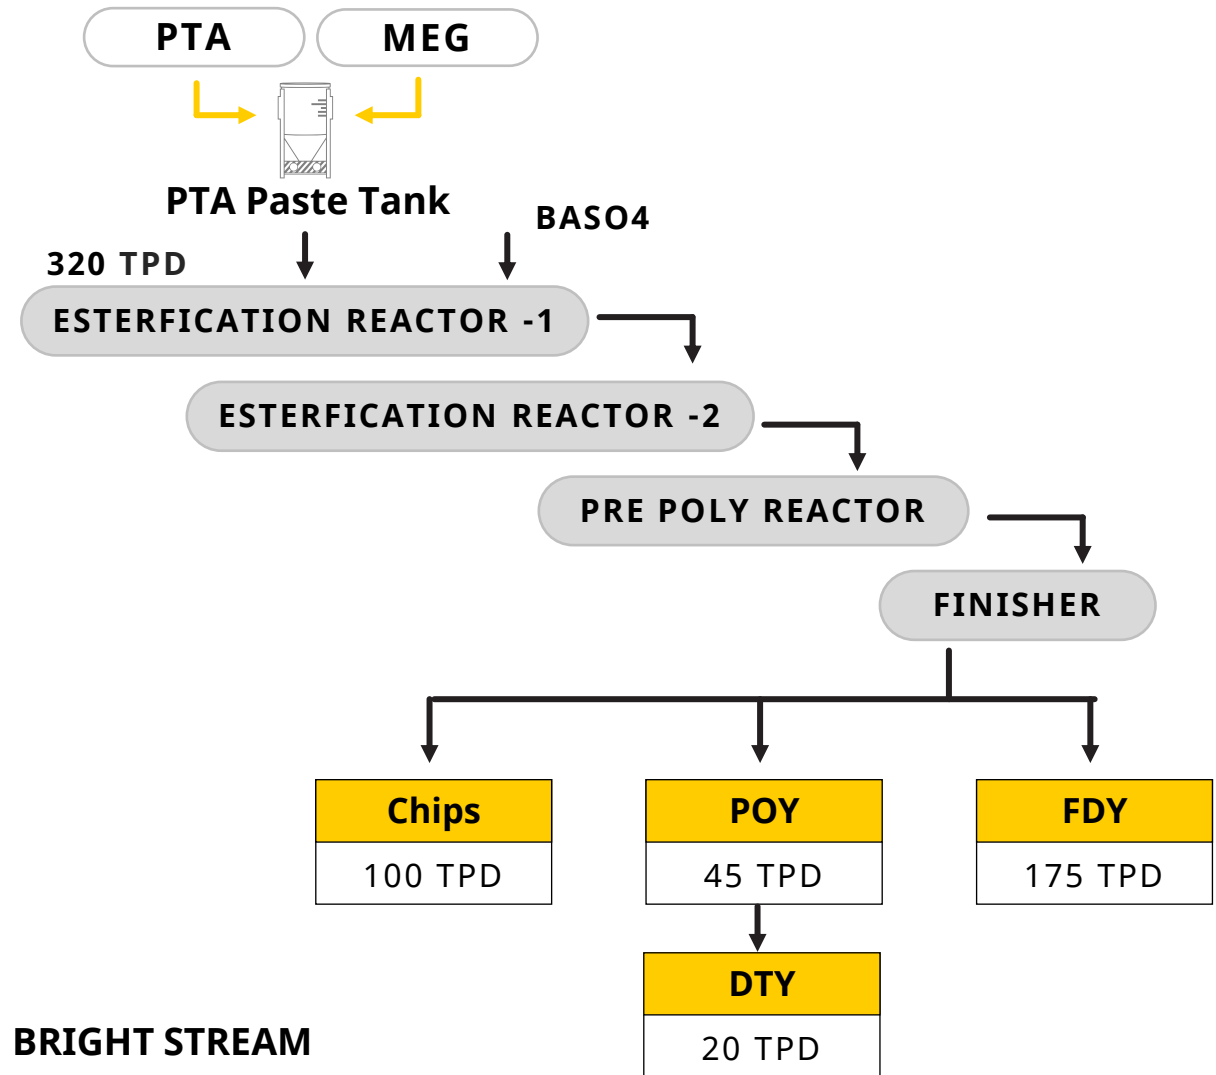 PTA
MEG
PTA Paste Tank
BASO4
320 TPD
ESTERFICATION REACTOR -1
ESTERFICATION REACTOR -2
PRE POLY REACTOR
FINISHER
Chips
POY
FDY
100 TPD
45 TPD
175 TPD
DTY
20 TPD
BRIGHT STREAM